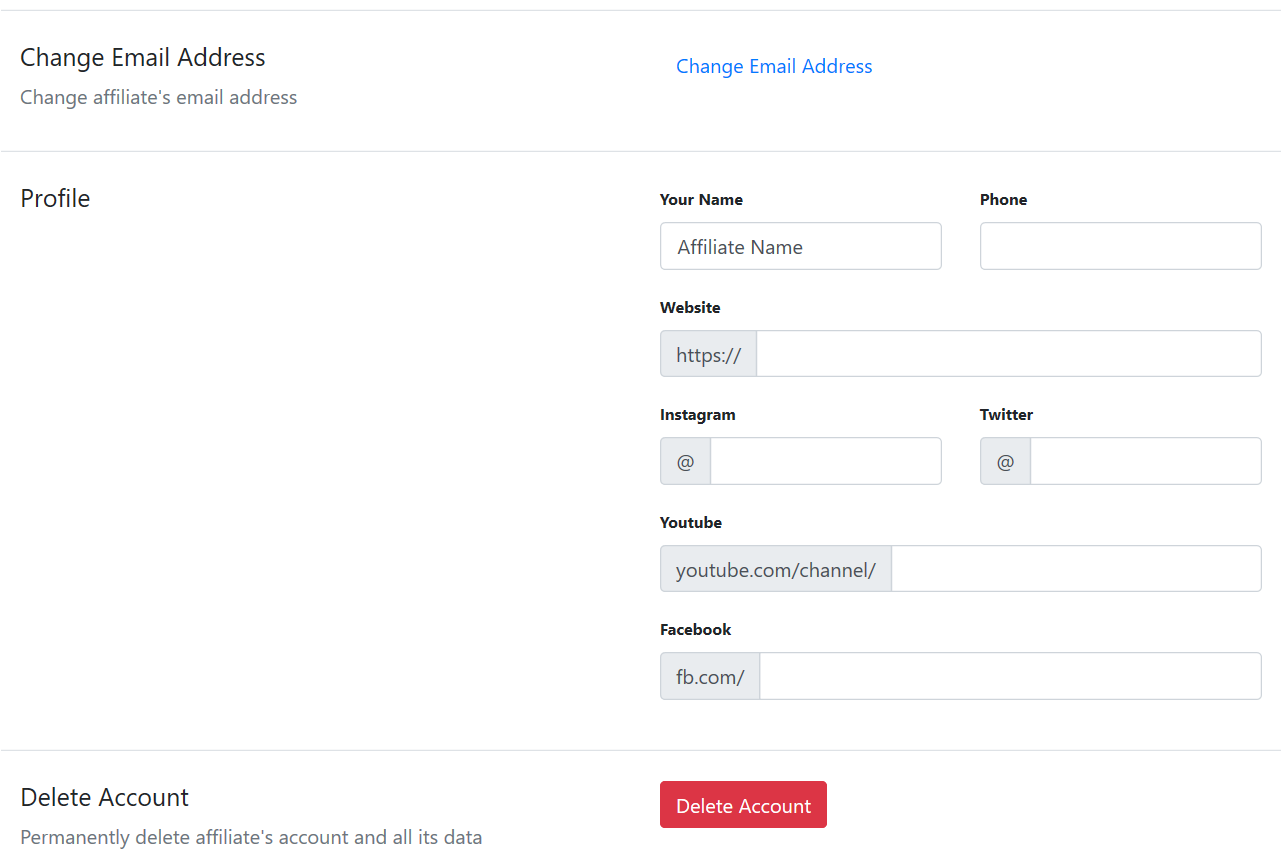 Change Email Address
Change Email Address
Change affiliate's email address
Profile
Your Name
Phone
Affiliate Name
Website
https://
Instagram
Twitter
@
@
Youtube
youtube.com/channel/
Facebook
fb.com/
Delete Account
Delete Account
Permanently delete affiliate's account and all its data